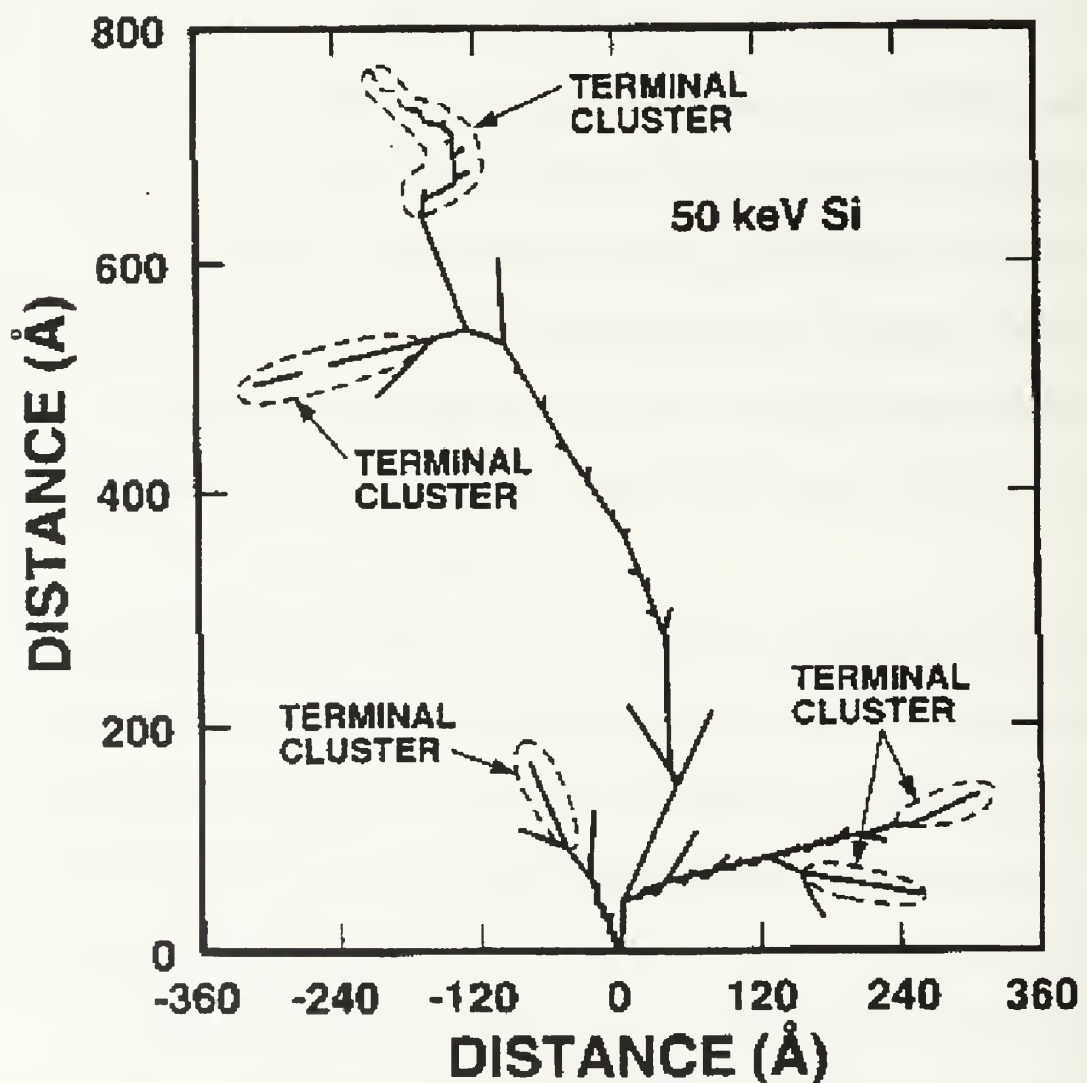 800
TERMINAL
CLUSTER
50 keV Si
600
TERMINAL
CLUSTER
400
DISTANCE (Å)
TERMINAL
CLUSTER
TERMINAL
CLUSTER
200
0
-360 -240 -120 0 120 240 360
DISTANCE (Å)